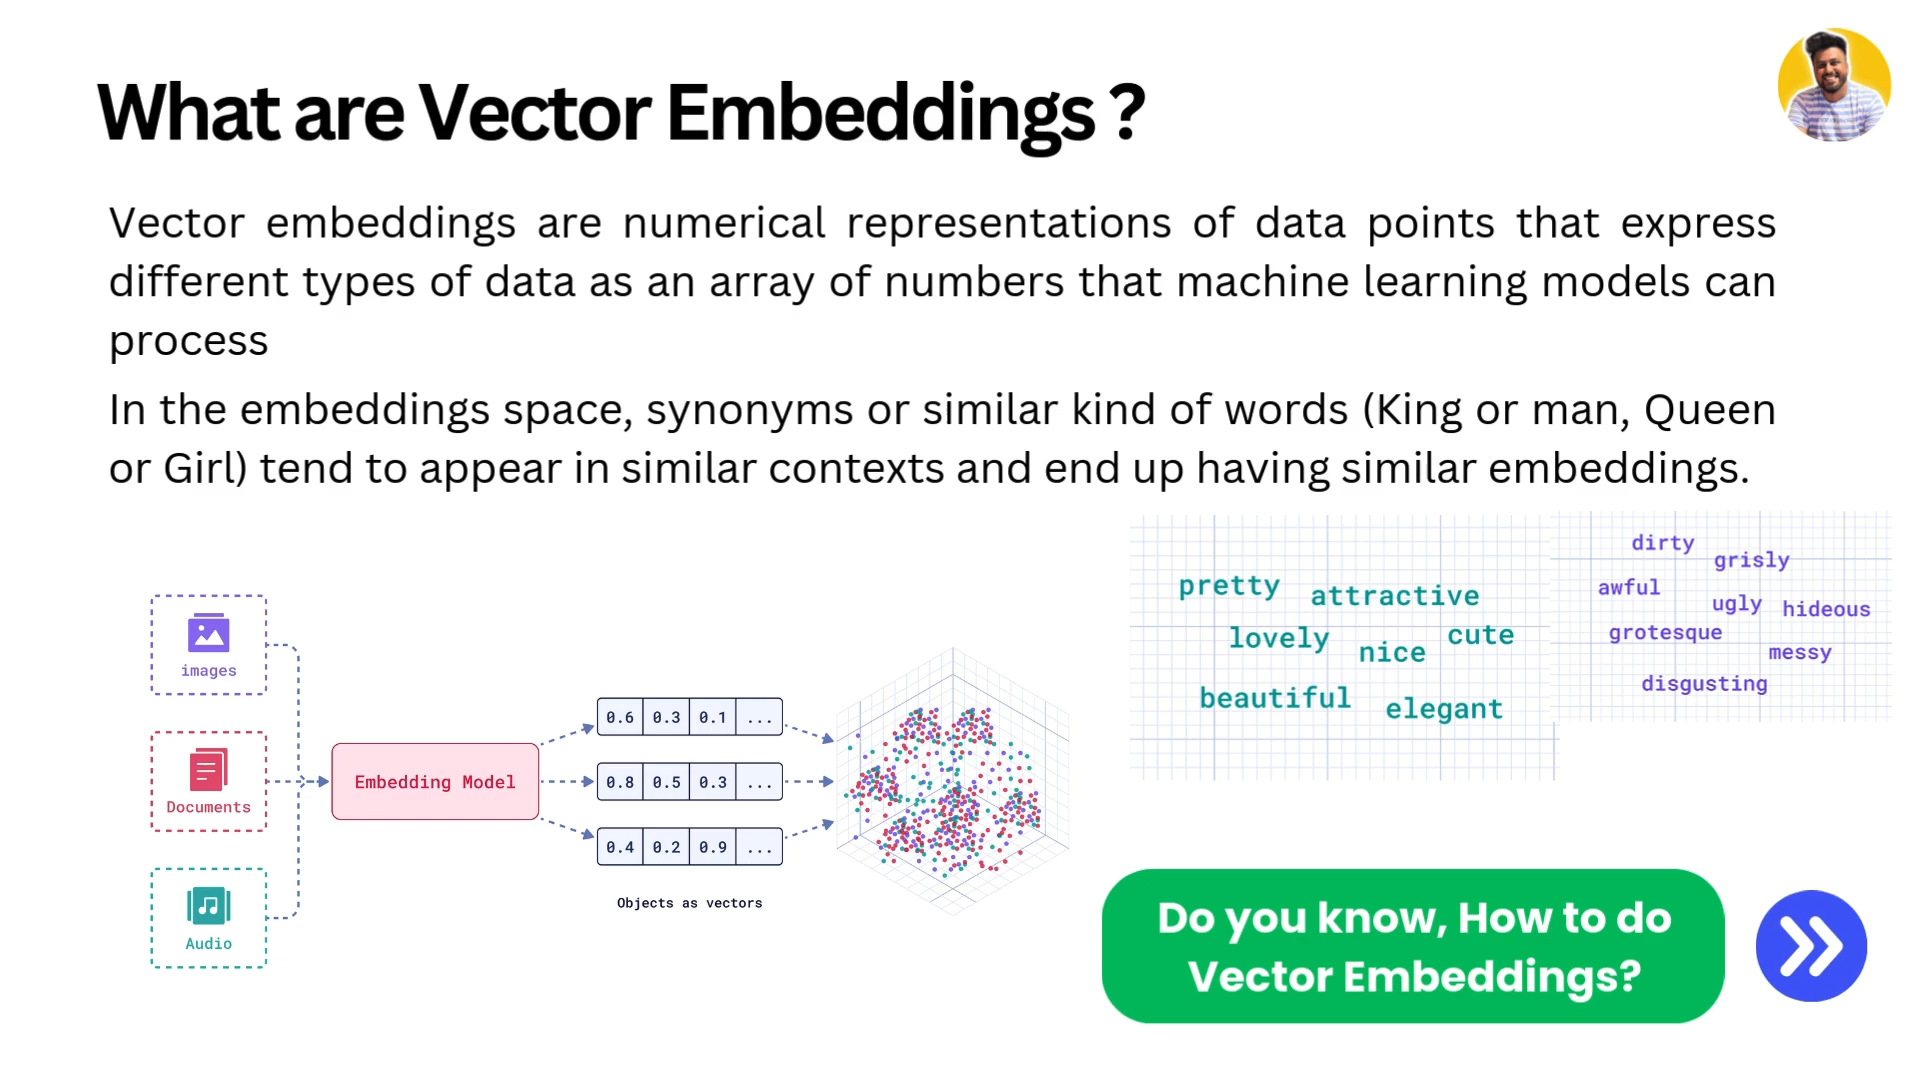 What are Vector Embeddings ?
Vector embeddings are numerical representations of data points that express
different types of data as an array of numbers that machine learning models can
process
In the embeddings space, synonyms or similar kind of words (King or man, Queen
or Girl) tend to appear in similar contexts and end up having similar embeddings.
images
Documents
Audio
Embedding Model
0.6 0.3 0.1 ...
0.8 0.5 0.3 ...
0.4 0.2 0.9 ...
Objects as vectors
pretty attractive
lovely nice cute
beautiful elegant
dirty grisly
awful ugly hideous
grotesque messy
disgusting
Do you know, How to do
Vector Embeddings?